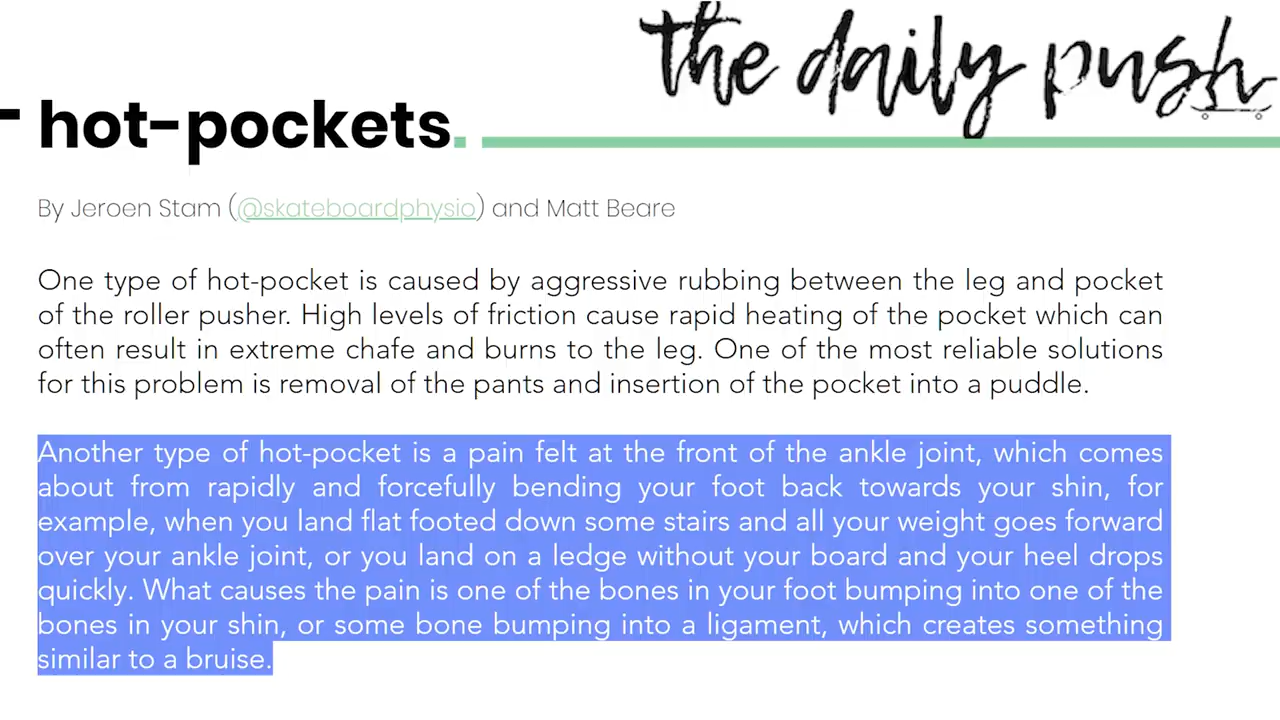 the daily push
hot-pockets.
By Jeroen Stam (@skateboardphysio) and Matt Beare
One type of hot-pocket is caused by aggressive rubbing between the leg and pocket
of the roller pusher. High levels of friction cause rapid heating of the pocket which can
often result in extreme chafe and burns to the leg. One of the most reliable solutions
for this problem is removal of the pants and insertion of the pocket into a puddle.
Another type of hot-pocket is a pain felt at the front of the ankle joint, which comes
about from rapidly and forcefully bending your foot back towards your shin, for
example, when you land flat footed down some stairs and all your weight goes forward
over your ankle joint, or you land on a ledge without your board and your heel drops
quickly. What causes the pain is one of the bones in your foot bumping into one of the
bones in your shin, or some bone bumping into a ligament, which creates something
similar to a bruise.